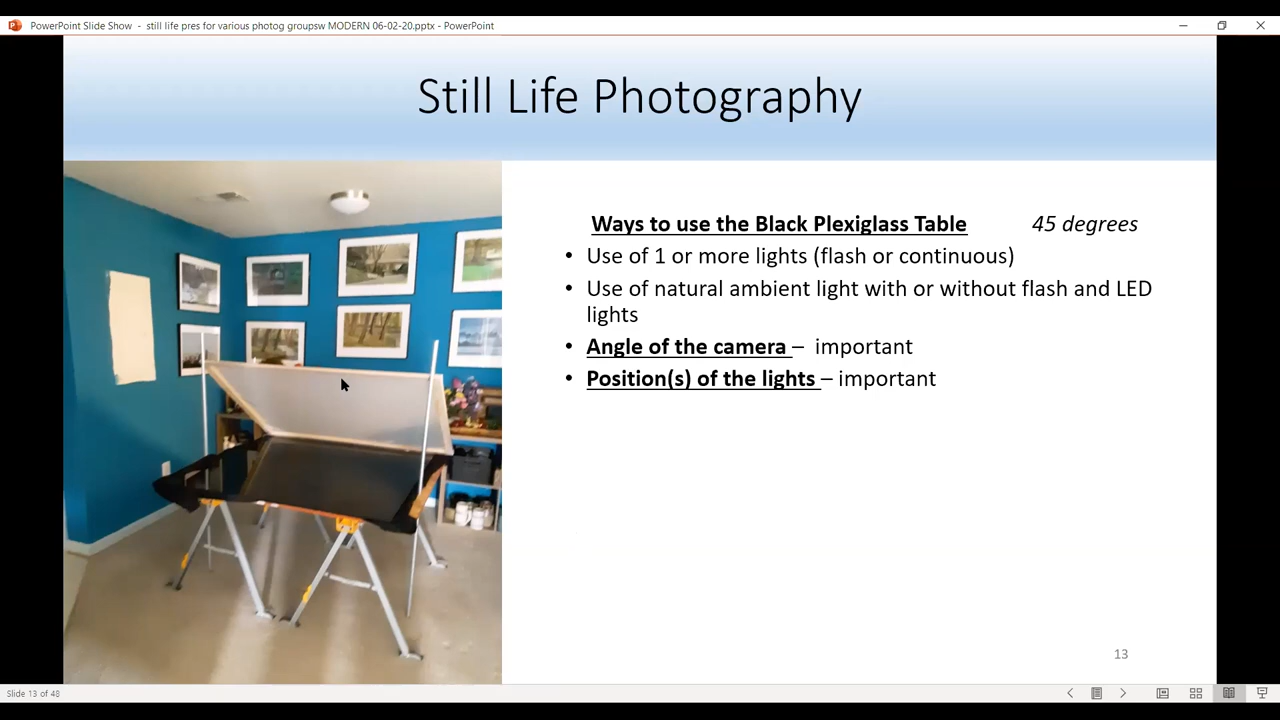 PowerPoint Slide Show - still life pres for various photog groupsw MODERN 06-02-20.pptx - PowerPoint
Still Life Photography
Ways to use the Black Plexiglass Table 45 degrees
• Use of 1 or more lights (flash or continuous)
• Use of natural ambient light with or without flash and LED
lights
• Angle of the camera – important
• Position(s) of the lights – important
13
Slide 13 of 48